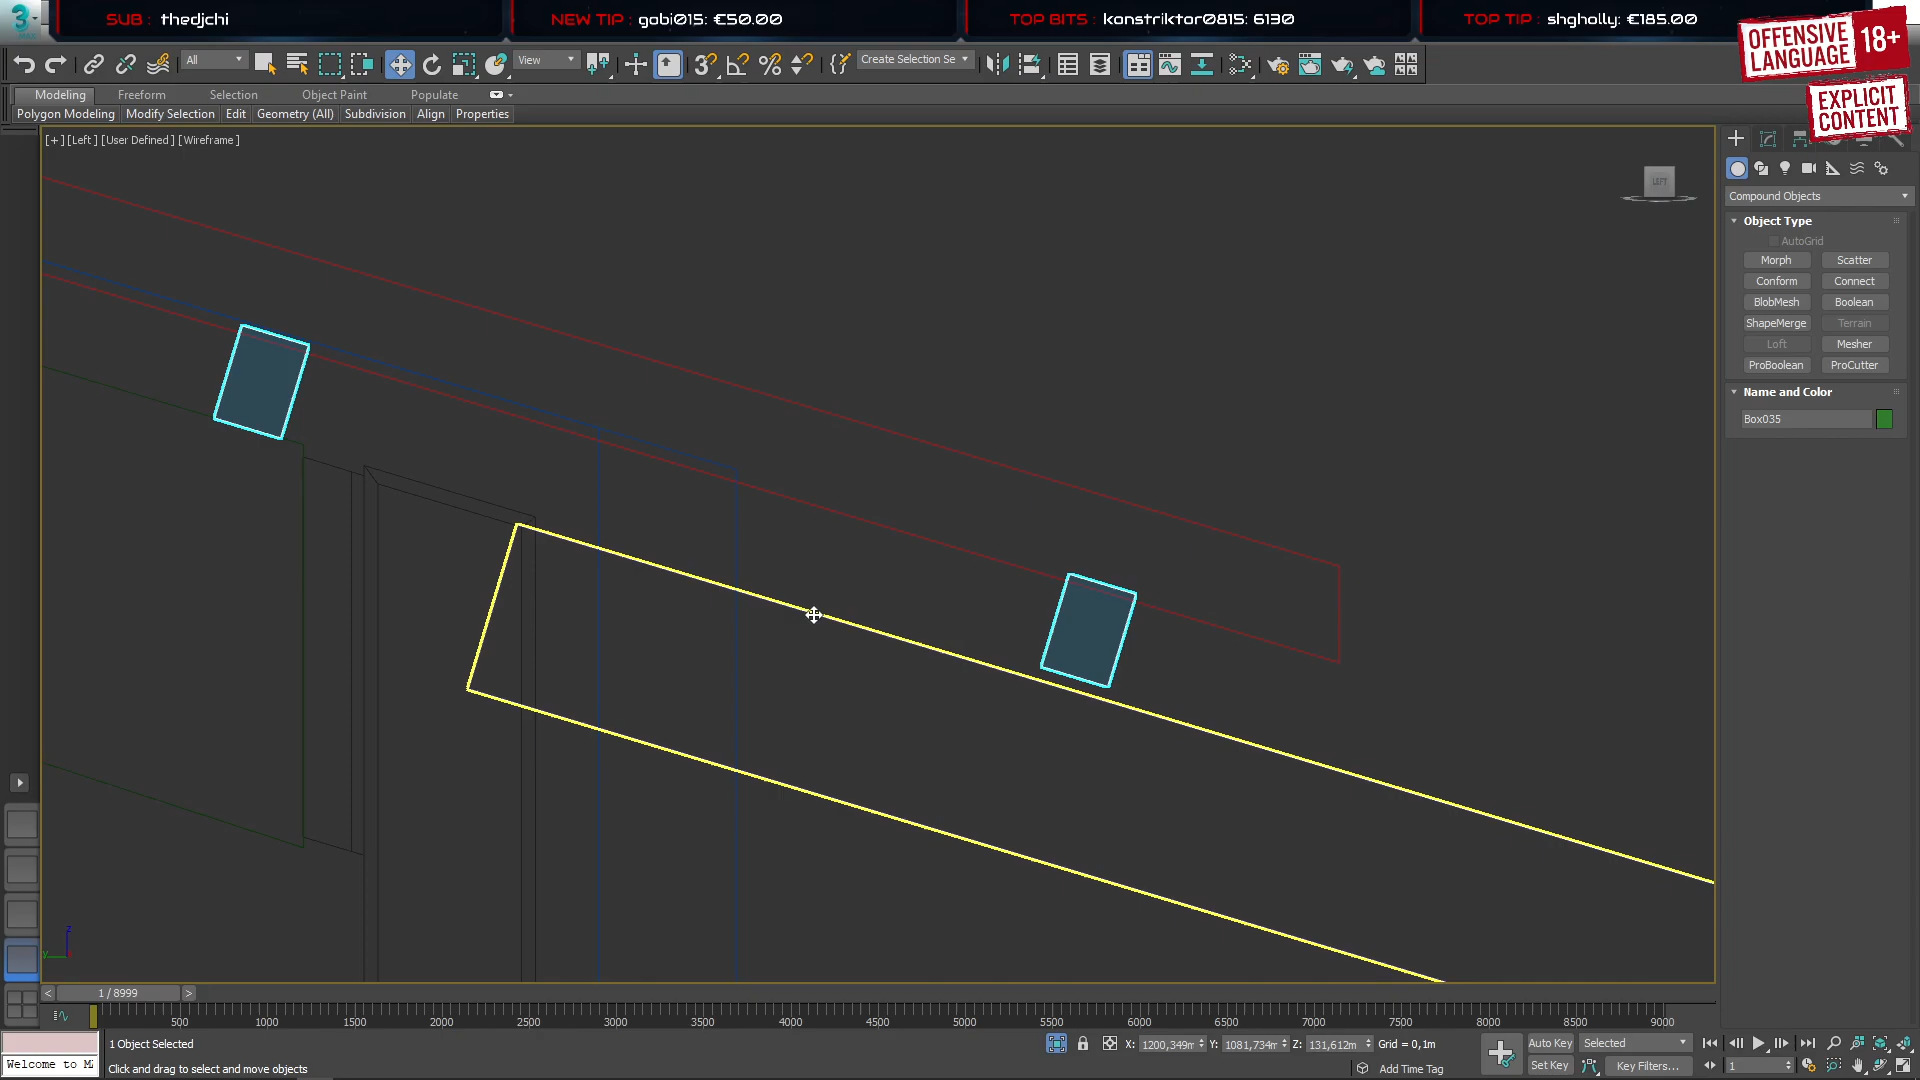 SUB : thedjchi
NEW TIP : gabi015: €50.00
TOP BITS : konstriktor0815: 6130
TOP TIP : shgholly: €185.00
OFFENSIVE LANGUAGE 18+
EXPLICIT CONTENT
All
View
Create Selection Se
Modeling
Freeform
Selection
Object Paint
Populate
Polygon Modeling
Modify Selection
Edit
Geometry (All)
Subdivision
Align
Properties
[+] [Left] [User Defined] [Wireframe]
LEFT
Compound Objects
Object Type
AutoGrid
Morph
Scatter
Conform
Connect
BlobMesh
Boolean
ShapeMerge
Terrain
Loft
Mesher
ProBoolean
ProCutter
Name and Color
Box035
z
y
< 1 / 8999 >
500 1000 1500 2000 2500 3000 3500 4000 4500 5000 5500 6000 6500 7000 7500 8000 8500 9000
1 Object Selected
X: 1200,349m
Y: 1081,734m
Z: 131,612m
Grid = 0,1m
Auto Key
Selected
Welcome to M
Click and drag to select and move objects
Add Time Tag
Set Key
Key Filters...
1